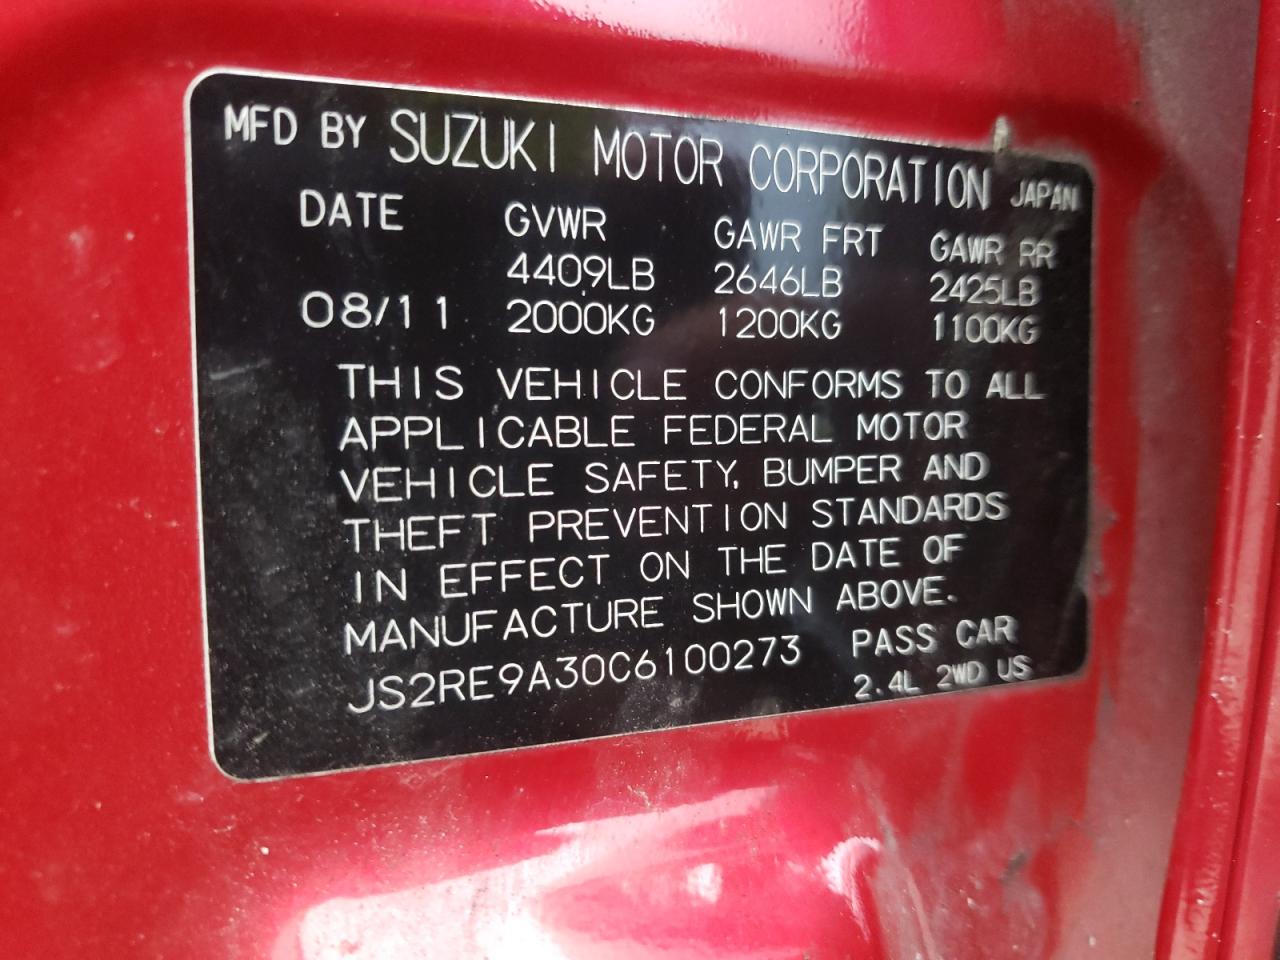 MFD BY SUZUKI MOTOR CORPORATION JAPAN
DATE GVWR GAWR FRT GAWR RR
4409LB 2646LB 2425LB
08/11 2000KG 1200KG 1100KG
THIS VEHICLE CONFORMS TO ALL
APPLICABLE FEDERAL MOTOR
VEHICLE SAFETY, BUMPER AND
THEFT PREVENTION STANDARDS
IN EFFECT ON THE DATE OF
MANUFACTURE SHOWN ABOVE.
JS2RE9A30C6100273 PASS CAR
2.4L 2WD US